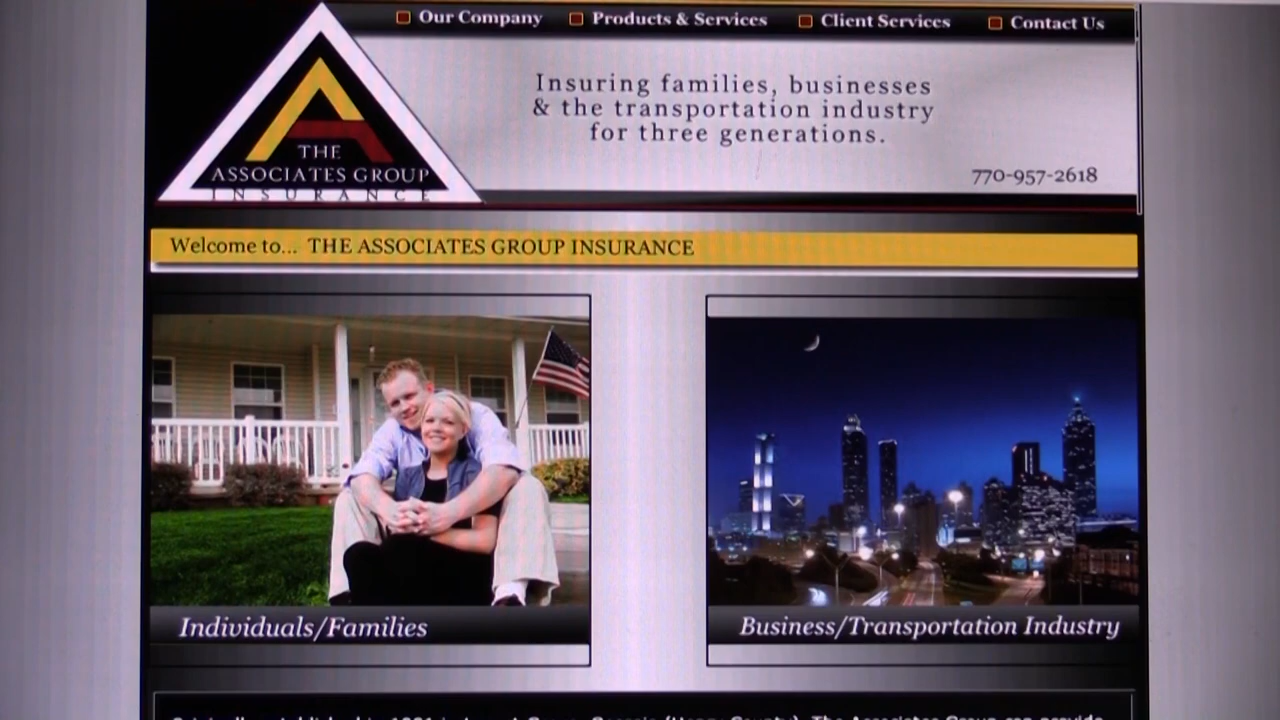 Our Company
Products & Services
Client Services
Contact Us
Insuring families, businesses
& the transportation industry
for three generations.
770-957-2618
THE
ASSOCIATES GROUP
INSURANCE
Welcome to... THE ASSOCIATES GROUP INSURANCE
Individuals/Families
Business/Transportation Industry